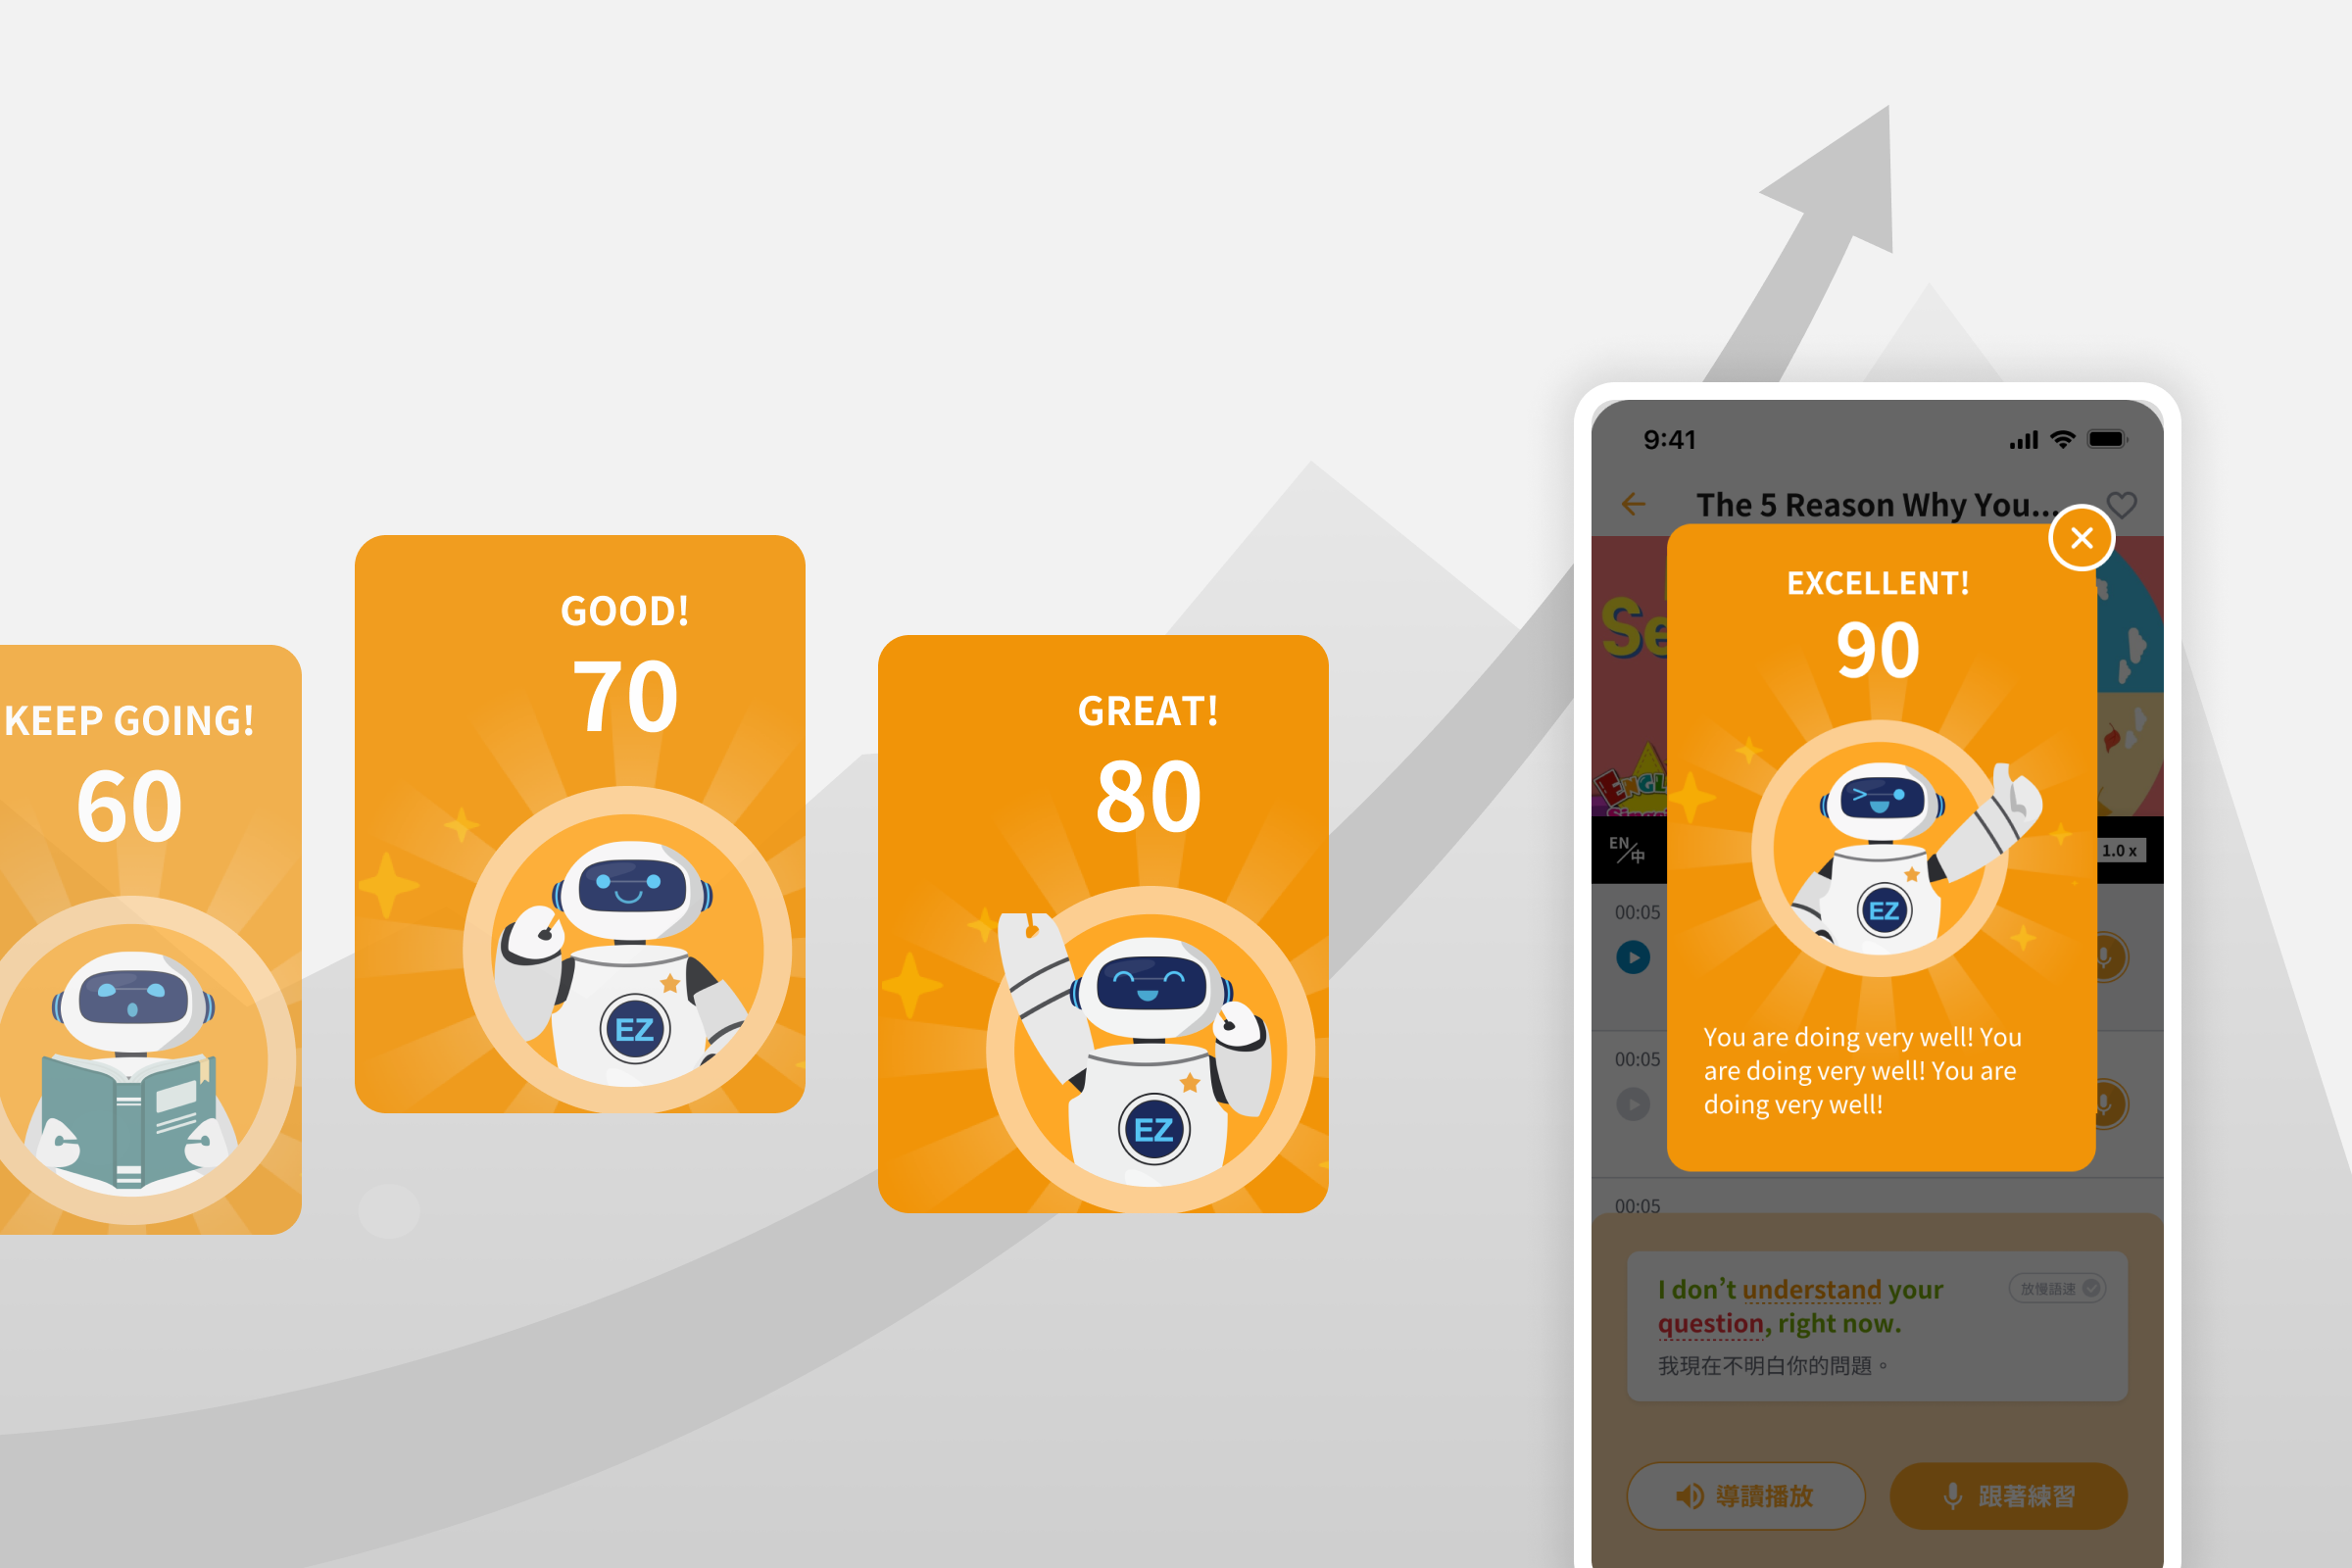 KEEP GOING!
60
GOOD!
70
EZ
GREAT!
80
EZ
9:41
The 5 Reason Why You...
EXCELLENT!
90
EZ
You are doing very well! You
are doing very well! You are
doing very well!
Se
EN/中
1.0 x
00:05
00:05
00:05
I don’t understand your
question, right now.
放慢語速
我現在不明白你的問題。
導讀播放
跟著練習